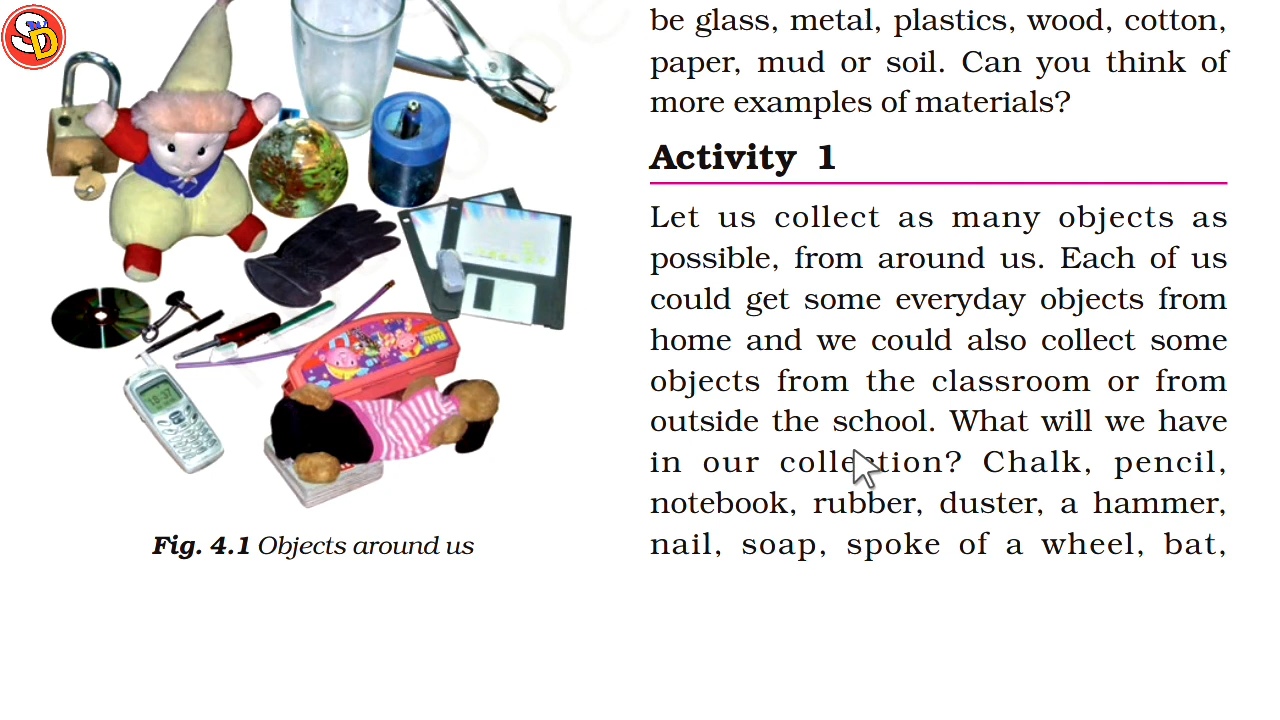 be glass, metal, plastics, wood, cotton,
paper, mud or soil. Can you think of
more examples of materials?
Activity 1
Let us collect as many objects as
possible, from around us. Each of us
could get some everyday objects from
home and we could also collect some
objects from the classroom or from
outside the school. What will we have
in our collection? Chalk, pencil,
notebook, rubber, duster, a hammer,
nail, soap, spoke of a wheel, bat,
Fig. 4.1 Objects around us